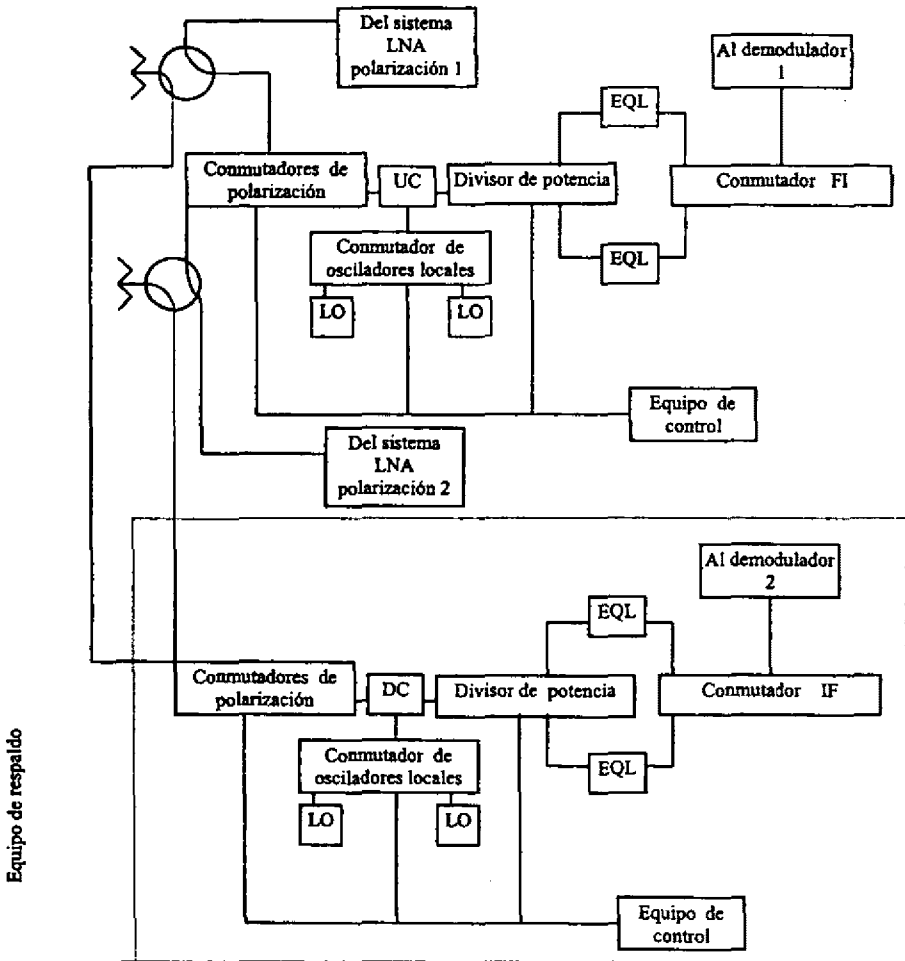 Del sistema
LNA
polarización 1
Al demodulador
1
EQL
Conmutadores de
polarización
UC
Divisor de potencia
Conmutador FI
Conmutador de
osciladores locales
EQL
LO
LO
Equipo de
control
Del sistema
LNA
polarización 2
Al demodulador
2
EQL
Conmutadores de
polarización
DC
Divisor de potencia
Conmutador IF
Conmutador de
osciladores locales
EQL
LO
LO
Equipo de
control
Equipo de respaldo